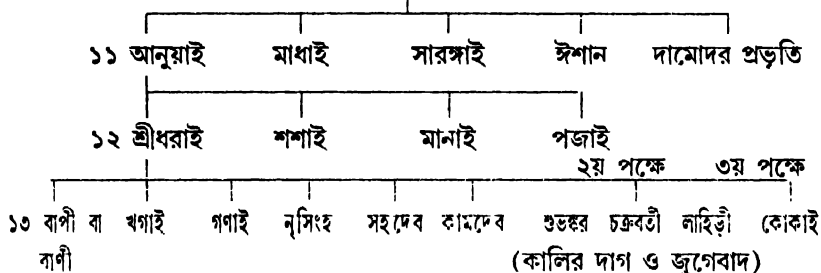 ১১ আনুয়াই মাধাই সারঙ্গাই ঈশান দামোদর প্রভৃতি
১২ শ্রীধরাই শশাই মানাই পজাই
২য় পক্ষে ৩য় পক্ষে
১৩ বাপী বা খগাই গণাই নৃসিংহ সহদেব কামদেব শুভঙ্কর চক্রবর্তী লাহিড়ী কোকাই
বাণী (কালির দাগ ও জুগেবাদ)